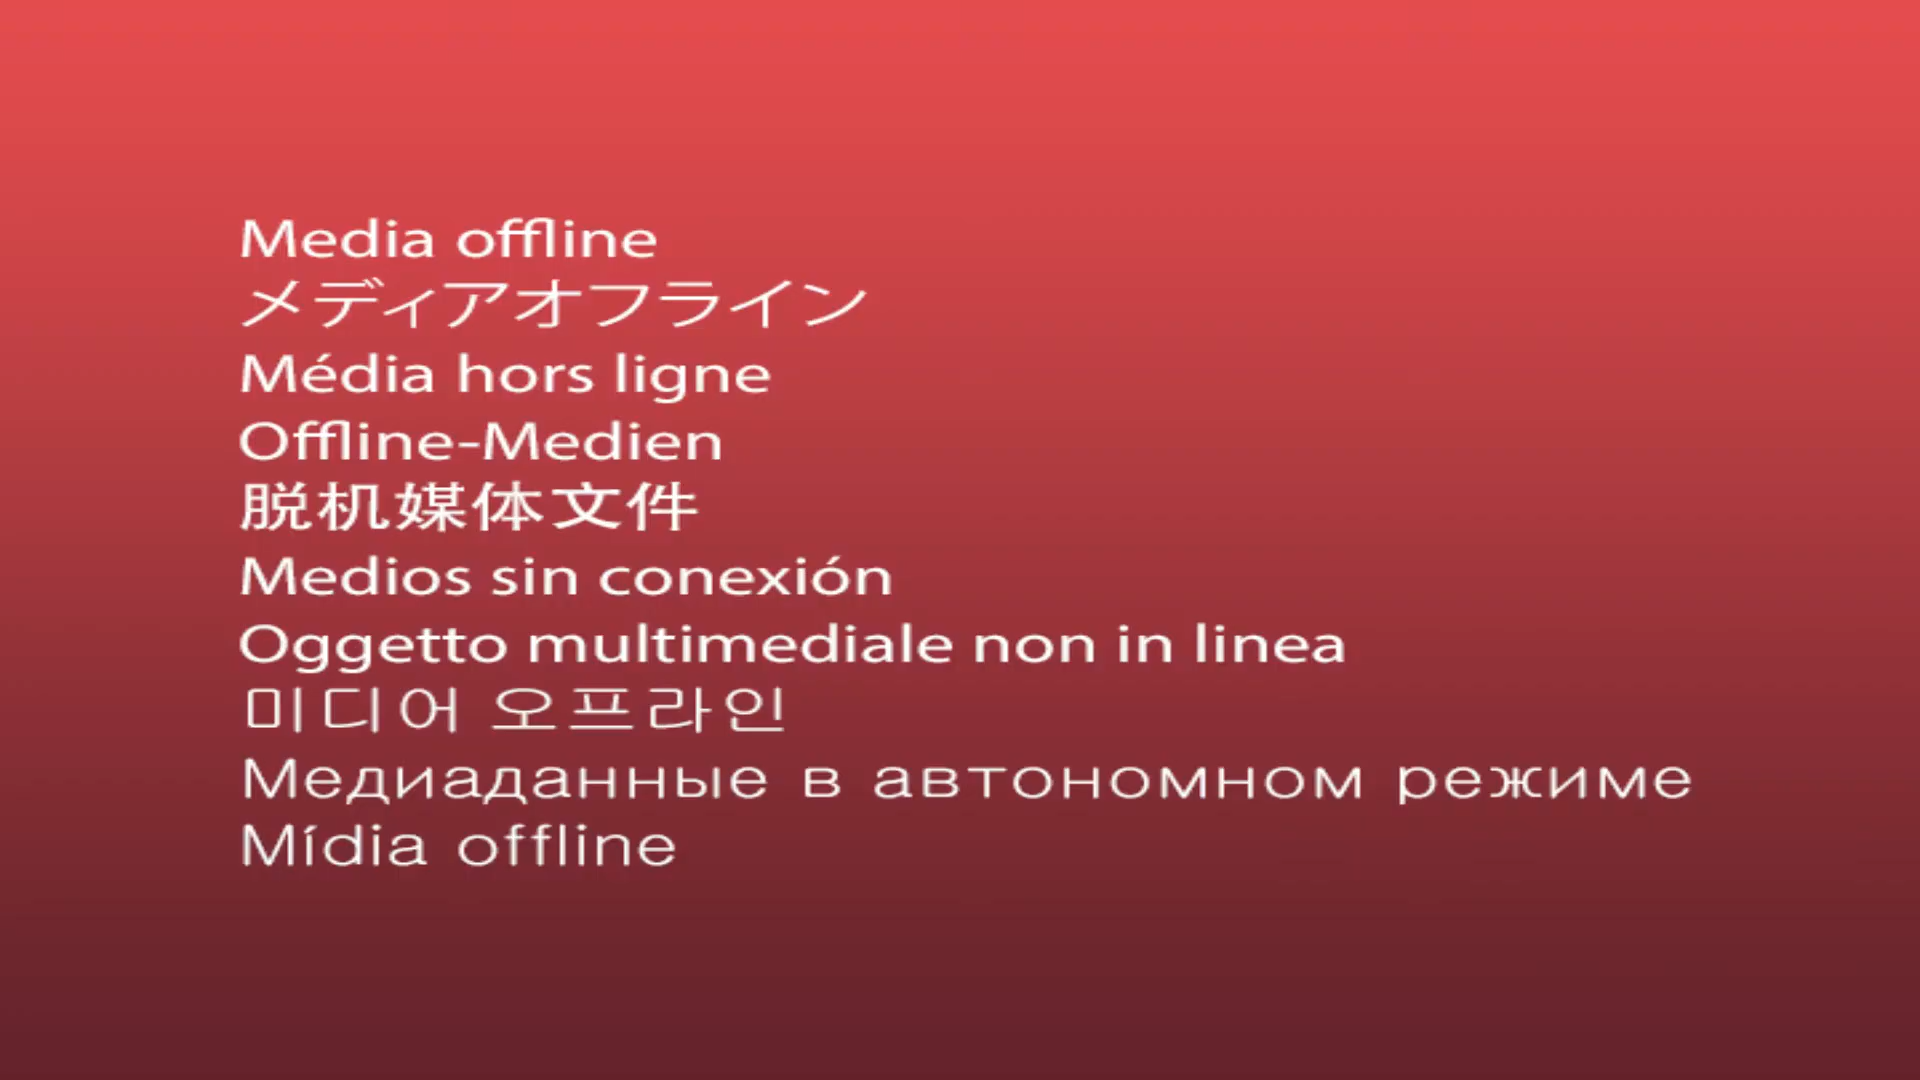 Media offline
メディアオフライン
Média hors ligne
Offline-Medien
脱机媒体文件
Medios sin conexión
Oggetto multimediale non in linea
미디어 오프라인
Медиаданные в автономном режиме
Mídia offline